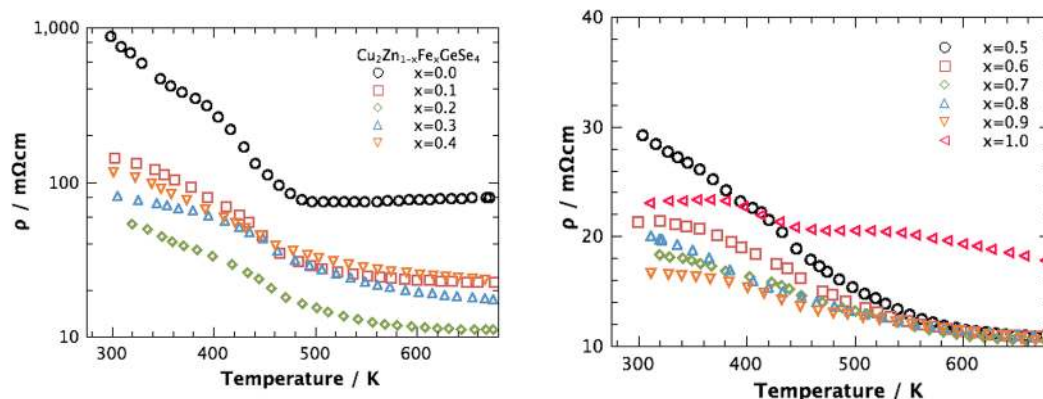 1,000
100
10
ρ / mΩcm
300 400 500 600
Temperature / K
Cu₂Zn₁₋ₓFeₓGeSe₄
x=0.0
x=0.1
x=0.2
x=0.3
x=0.4
40
30
20
10
ρ / mΩcm
300 400 500 600
Temperature / K
x=0.5
x=0.6
x=0.7
x=0.8
x=0.9
x=1.0